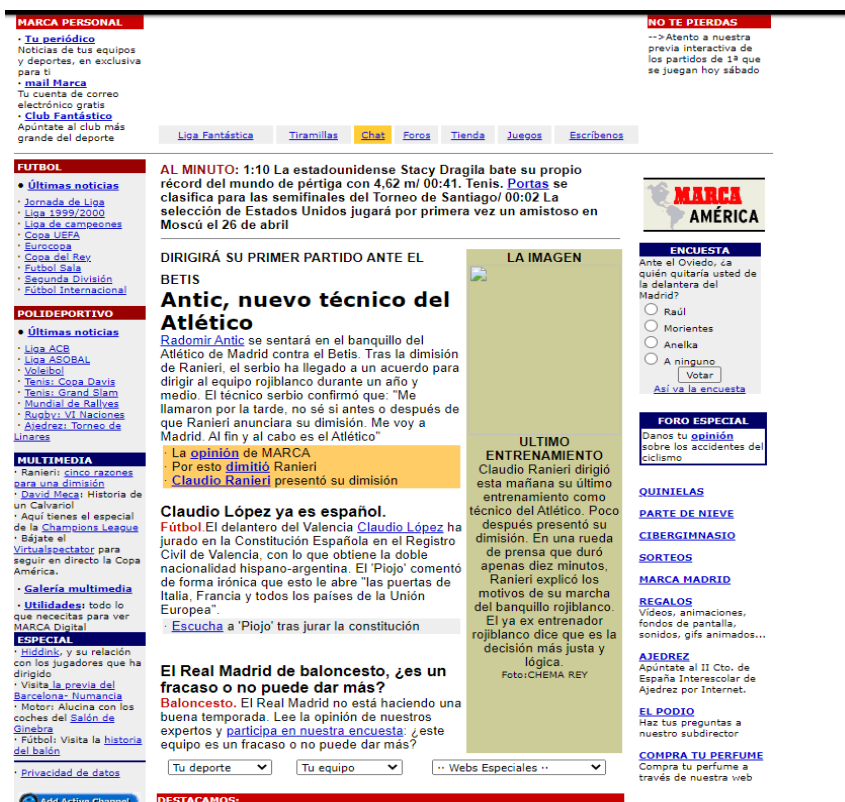 MARCA PERSONAL
· Tu periódico
Noticias de tus equipos
y deportes, en exclusiva
para ti
· mail Marca
Tu cuenta de correo
electrónico gratis
· Club Fantástico
Apúntate al club más
grande del deporte
Liga Fantástica Tiramillas Chat Foros Tienda Juegos Escríbenos
NO TE PIERDAS
-->Atento a nuestra
previa interactiva de
los partidos de 1ª que
se juegan hoy sábado
FUTBOL
● Últimas noticias
· Jornada de Liga
· Liga 1999/2000
· Liga de campeones
· Copa UEFA
· Eurocopa
· Copa del Rey
· Futbol Sala
· Segunda División
· Fútbol Internacional
POLIDEPORTIVO
● Últimas noticias
· Liga ACB
· Liga ASOBAL
· Voleibol
· Tenis: Copa Davis
· Tenis: Grand Slam
· Mundial de Rallyes
· Rugby: VI Naciones
· Ajedrez: Torneo de
Linares
MULTIMEDIA
· Ranieri: cinco razones
para una dimisión
· David Meca: Historia de
un Calvariol
· Aquí tienes el especial
de la Champions League
· Bájate el
Virtualspectator para
seguir en directo la Copa
América.
· Galería multimedia
· Utilidades: todo lo
que nececitas para ver
MARCA Digital
ESPECIAL
· Hiddink, y su relación
con los jugadores que ha
dirigido
· Visita la previa del
Barcelona- Numancia
· Motor: Alucina con los
coches del Salón de
Ginebra
· Fútbol: Visita la historia
del balón
· Privacidad de datos
Add Active Channel
AL MINUTO: 1:10 La estadounidense Stacy Dragila bate su propio
récord del mundo de pértiga con 4,62 m/ 00:41. Tenis. Portas se
clasifica para las semifinales del Torneo de Santiago/ 00:02 La
selección de Estados Unidos jugará por primera vez un amistoso en
Moscú el 26 de abril
DIRIGIRÁ SU PRIMER PARTIDO ANTE EL
BETIS
Antic, nuevo técnico del
Atlético
Radomir Antic se sentará en el banquillo del
Atlético de Madrid contra el Betis. Tras la dimisión
de Ranieri, el serbio ha llegado a un acuerdo para
dirigir al equipo rojiblanco durante un año y
medio. El técnico serbio confirmó que: "Me
llamaron por la tarde, no sé si antes o después de
que Ranieri anunciara su dimisión. Me voy a
Madrid. Al fin y al cabo es el Atlético"
· La opinión de MARCA
· Por esto dimitió Ranieri
· Claudio Ranieri presentó su dimisión
Claudio López ya es español.
Fútbol.El delantero del Valencia Claudio López ha
jurado en la Constitución Española en el Registro
Civil de Valencia, con lo que obtiene la doble
nacionalidad hispano-argentina. El 'Piojo' comentó
de forma irónica que esto le abre "las puertas de
Italia, Francia y todos los países de la Unión
Europea".
· Escucha a 'Piojo' tras jurar la constitución
El Real Madrid de baloncesto, ¿es un
fracaso o no puede dar más?
Baloncesto. El Real Madrid no está haciendo una
buena temporada. Lee la opinión de nuestros
expertos y participa en nuestra encuesta: ¿este
equipo es un fracaso o no puede dar más?
Tu deporte Tu equipo ·· Webs Especiales ··
DESTACAMOS:
LA IMAGEN
ULTIMO
ENTRENAMIENTO
Claudio Ranieri dirigió
esta mañana su último
entrenamiento como
técnico del Atlético. Poco
después presentó su
dimisión. En una rueda
de prensa que duró
apenas diez minutos,
Ranieri explicó los
motivos de su marcha
del banquillo rojiblanco.
El ya ex entrenador
rojiblanco dice que es la
decisión más justa y
lógica.
Foto:CHEMA REY
MARCA
AMÉRICA
ENCUESTA
Ante el Oviedo, ¿a
quién quitaría usted de
la delantera del
Madrid?
Raúl
Morientes
Anelka
A ninguno
Votar
Así va la encuesta
FORO ESPECIAL
Danos tu opinión
sobre los accidentes del
ciclismo
QUINIELAS
PARTE DE NIEVE
CIBERGIMNASIO
SORTEOS
MARCA MADRID
REGALOS
Vídeos, animaciones,
fondos de pantalla,
sonidos, gifs animados...
AJEDREZ
Apúntate al II Cto. de
España Interescolar de
Ajedrez por Internet.
EL PODIO
Haz tus preguntas a
nuestro subdirector
COMPRA TU PERFUME
Compra tu perfume a
través de nuestra web